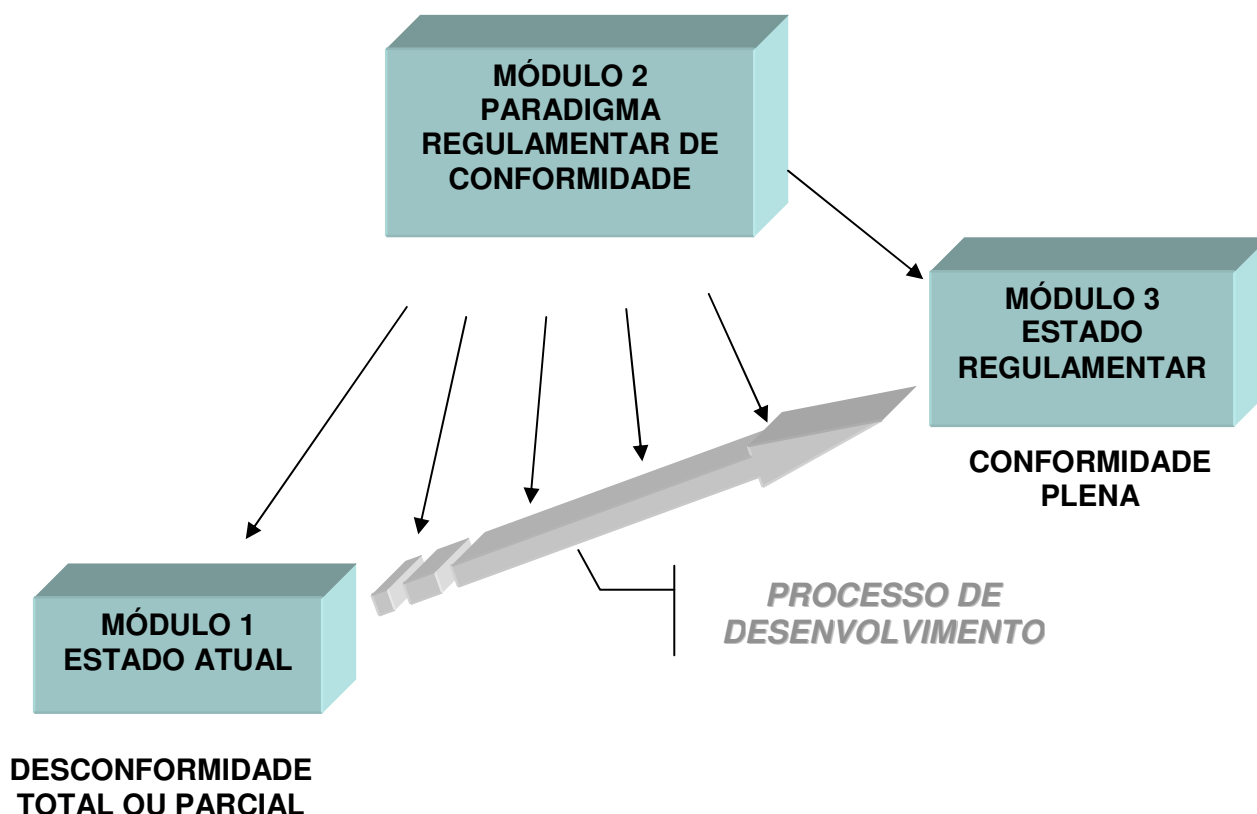 MÓDULO 2
PARADIGMA
REGULAMENTAR DE
CONFORMIDADE
MÓDULO 3
ESTADO
REGULAMENTAR
CONFORMIDADE
PLENA
PROCESSO DE
DESENVOLVIMENTO
MÓDULO 1
ESTADO ATUAL
DESCONFORMIDADE
TOTAL OU PARCIAL